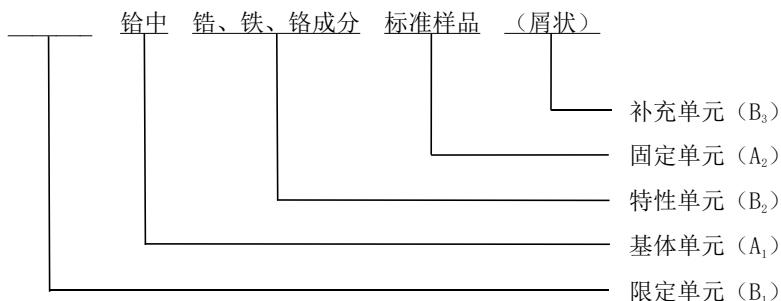 铪中 锆、铁、铬成分 标准样品 （屑状）
补充单元（B₃）
固定单元（A₂）
特性单元（B₂）
基体单元（A₁）
限定单元（B₁）